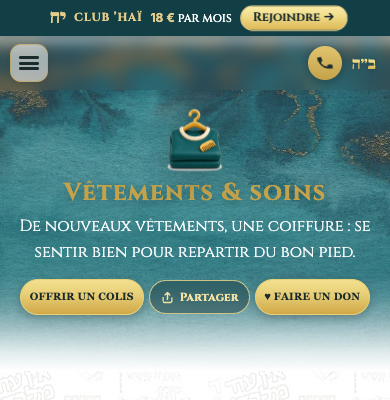 חי CLUB 'HAÏ 18 € PAR MOIS Rejoindre →
ב״ה
Vêtements & soins
De nouveaux vêtements, une coiffure : se
sentir bien pour repartir du bon pied.
OFFRIR UN COLIS Partager ♥ FAIRE UN DON